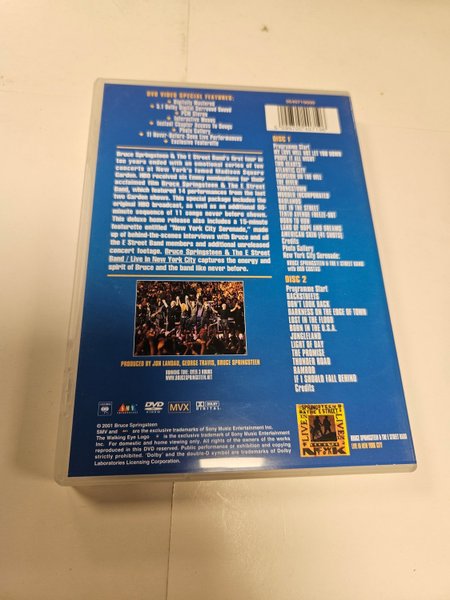 DVD VIDEO SPECIAL FEATURES:
Digitally Mastered
5.1 Dolby Digital Surround Sound
PCM Stereo
Interactive Menus
Instant Chapter Access To Songs
Photo Gallery
11 Never-Before-Seen Live Performances
Exclusive Featurette
Bruce Springsteen & The E Street Band's first tour in
ten years ended with a sensational series of ten
concerts at New York's famed Madison Square
Garden. HBO received six Emmy nominations for their
acclaimed film Bruce Springsteen & The E Street
Band, which featured 14 performances from the last
two Garden shows. This special package includes the
original HBO broadcast, as well as an additional
minute sequence of 11 songs never before shown.
This deluxe home release also includes a 15-minute
featurette entitled "New York City Serenade," made
up of behind-the-scenes interviews with Bruce and all
the E Street Band members and additional unreleased
concert footage. Bruce Springsteen & The E Street
Band / Live In New York City captures the energy and
spirit of Bruce and the band like never before.
PRODUCED BY JON LANDAU, GEORGE TRAVIS, BRUCE SPRINGSTEEN
WWW.BRUCESPRINGSTEEN.NET
SMV
DVD
VIDEO
MVX
DOLBY
DIGITAL
© 2001 Bruce Springsteen
SMV and are exclusive trademarks of Sony Music Entertainment Inc.
The Walking Eye Logo is the exclusive trademark of Sony Music Entertainment
Inc. For domestic and home viewing only. All rights of the owners of the works
reproduced in this DVD reserved. Public performance and copying
strictly prohibited. 'Dolby' and the double-D symbol are trademarks of Dolby
Laboratories Licensing Corporation.
DISC 1
Programme Start
MY LOVE WILL NOT LET YOU DOWN
PROVE IT ALL NIGHT
TWO HEARTS
ATLANTIC CITY
MANSION ON THE HILL
THE RIVER
YOUNGSTOWN
MURDER INCORPORATED
BADLANDS
OUT IN THE STREET
TENTH AVENUE FREEZE-OUT
BORN TO RUN
LAND OF HOPE AND DREAMS
AMERICAN SKIN (41 SHOTS)
Credits
Photo Gallery
New York City Serenade:
BRUCE SPRINGSTEEN & THE E STREET BAND
with BOB COSTAS
DISC 2
Programme Start
BACKSTREETS
DON'T LOOK BACK
DARKNESS ON THE EDGE OF TOWN
LOST IN THE FLOOD
BORN IN THE U.S.A.
JUNGLELAND
LIGHT OF DAY
THE PROMISE
THUNDER ROAD
RAMROD
IF I SHOULD FALL BEHIND
Credits
SPRINGSTEEN
& THE E STREET
LIVE
LIVE
BRUCE SPRINGSTEEN & THE E STREET BAND
LIVE IN NEW YORK CITY